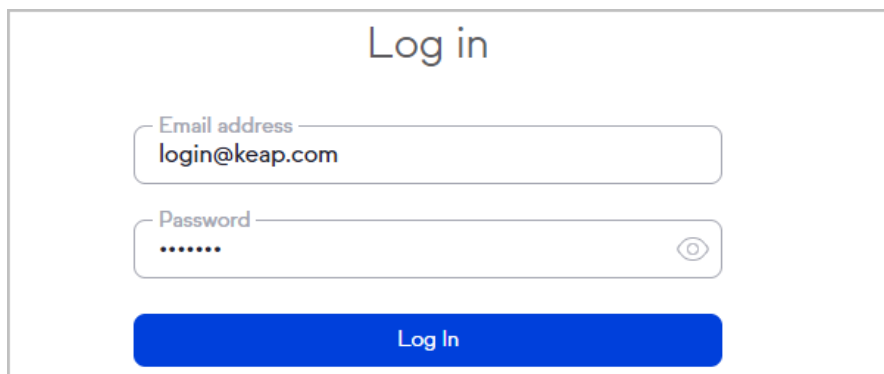 Log in
Email address
login@keap.com
Password
•••••••
Log In